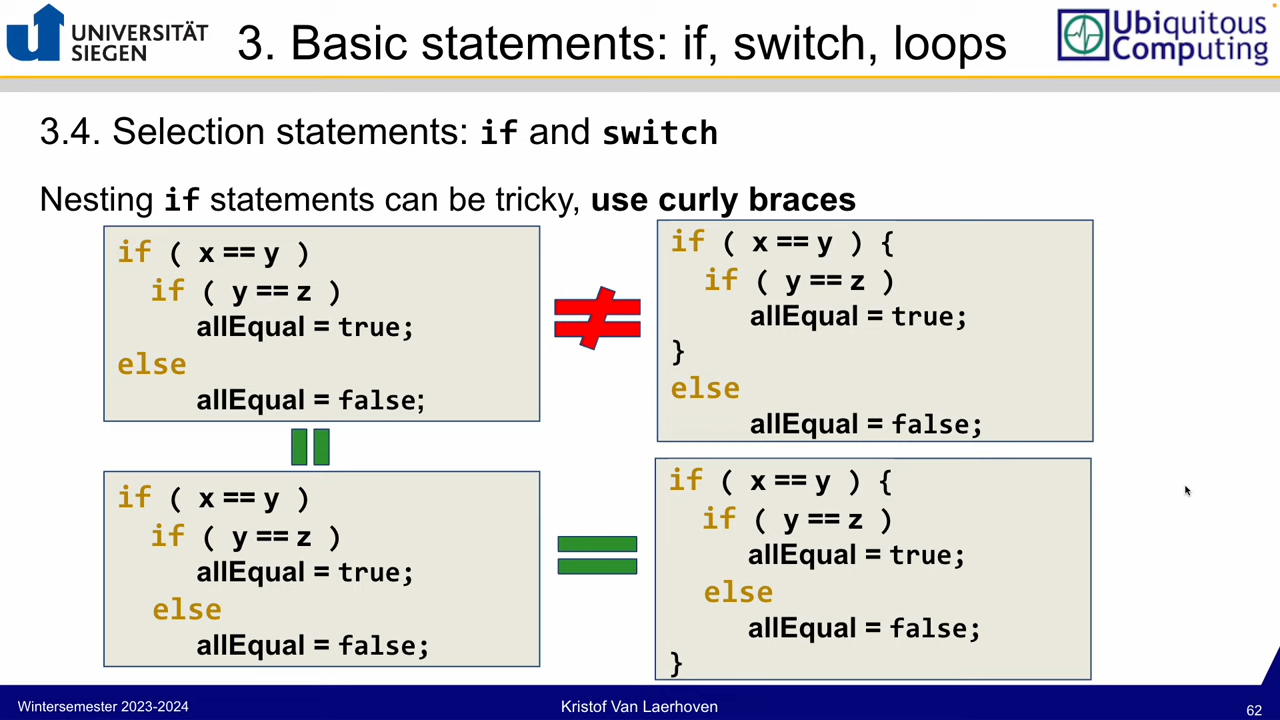 UNIVERSITÄT
SIEGEN
3. Basic statements: if, switch, loops
Ubiquitous
Computing
3.4. Selection statements: if and switch
Nesting if statements can be tricky, use curly braces
if ( x == y )
if ( y == z )
allEqual = true;
else
allEqual = false;
if ( x == y ) {
if ( y == z )
allEqual = true;
}
else
allEqual = false;
if ( x == y )
if ( y == z )
allEqual = true;
else
allEqual = false;
if ( x == y ) {
if ( y == z )
allEqual = true;
else
allEqual = false;
}
Wintersemester 2023-2024
Kristof Van Laerhoven
62